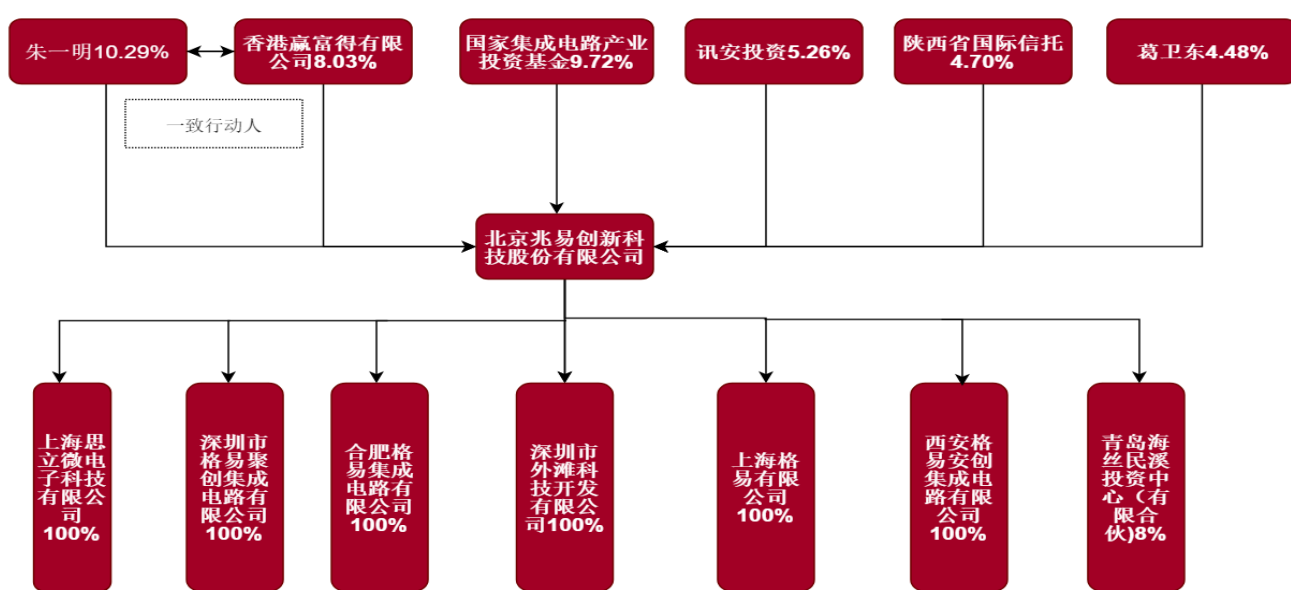 朱一明10.29%
香港赢富得有限
公司8.03%
国家集成电路产业
投资基金9.72%
讯安投资5.26%
陕西省国际信托
4.70%
葛卫东4.48%
一致行动人
北京兆易创新科
技股份有限公司
上海思
立微电
子科技
有限公
司
100%
深圳市
格易聚
创集成
电路有
限公司
100%
合肥格
易集成
电路有
限公司
100%
深圳市
外滩科
技开发
有限公
司100%
上海格
易有限
公司
100%
西安格
易安创
集成电
路有限
公司
100%
青岛海
丝民溪
投资中
心（有
限合
伙)8%